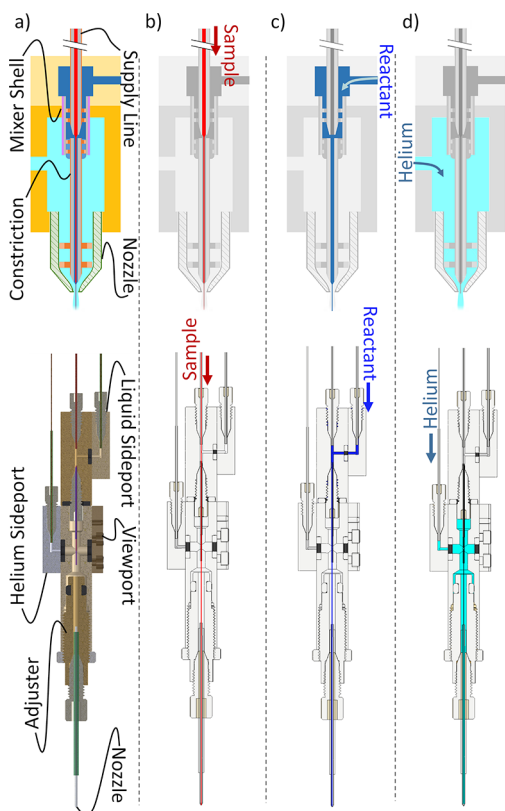 a)
b)
c)
d)
Mixer Shell
Supply Line
Constriction
Nozzle
Sample
Reactant
Helium
Liquid Sideport
Helium Sideport
Viewport
Adjuster
Nozzle
Sample
Reactant
Helium